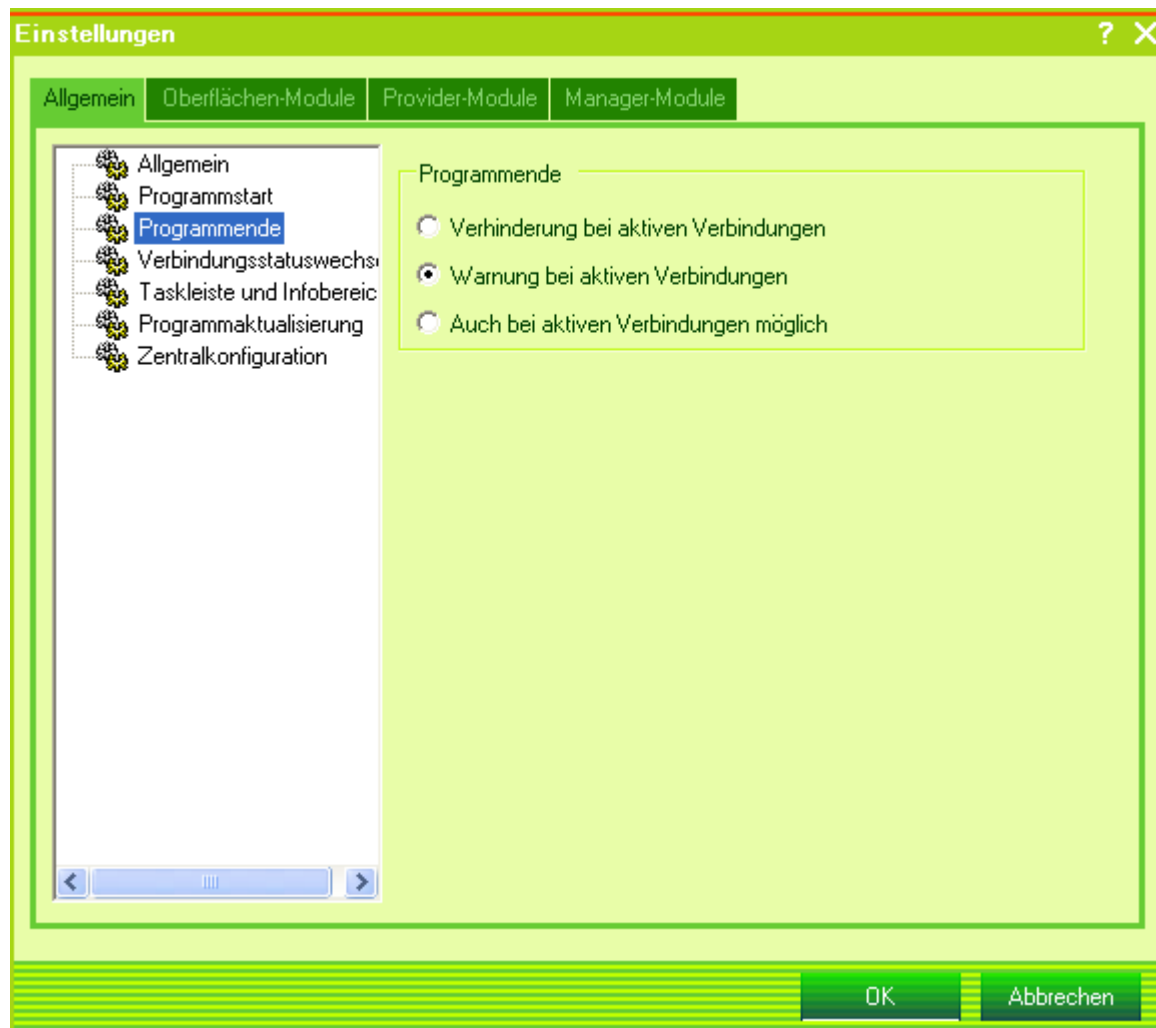 Einstellungen
?
Allgemein Oberflächen-Module Provider-Module Manager-Module
Allgemein
Programmstart
Programmende
Verbindungsstatuswechs
Taskleiste und Infobereic
Programmaktualisierung
Zentralkonfiguration
Programmende
Verhinderung bei aktiven Verbindungen
Warnung bei aktiven Verbindungen
Auch bei aktiven Verbindungen möglich
OK Abbrechen